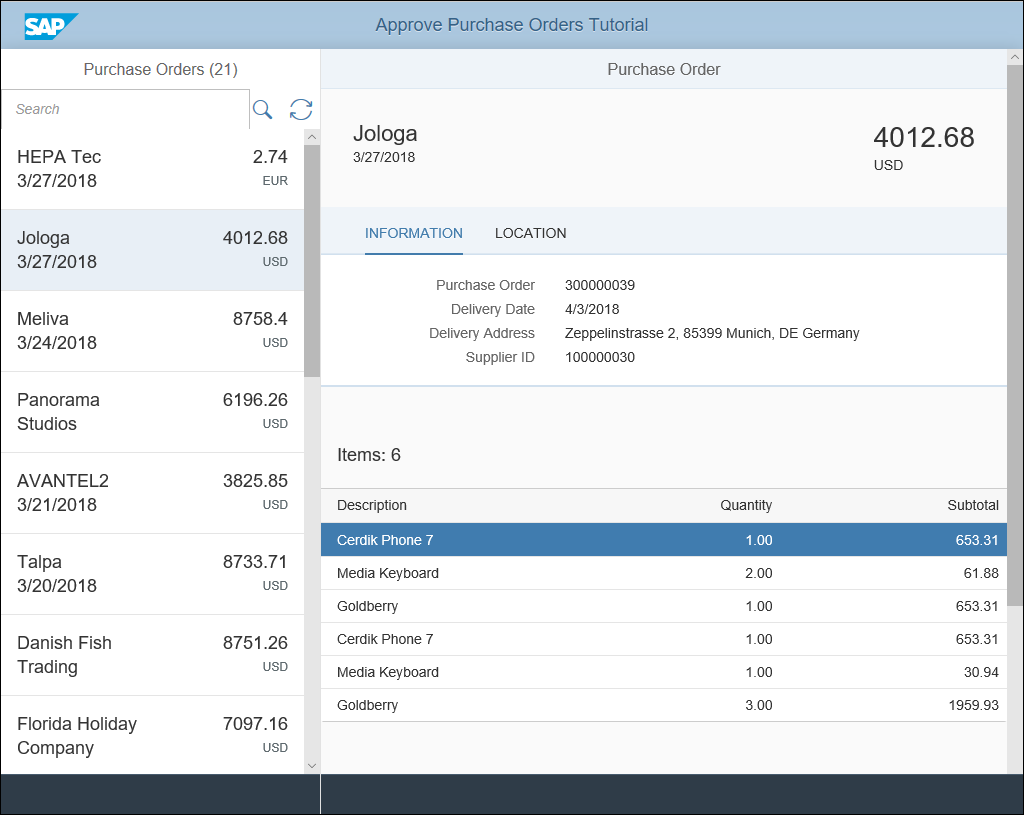 SAP
Approve Purchase Orders Tutorial
Purchase Orders (21)
Search
HEPA Tec 2.74
3/27/2018 EUR
Jologa 4012.68
3/27/2018 USD
Meliva 8758.4
3/24/2018 USD
Panorama 6196.26
Studios USD
AVANTEL2 3825.85
3/21/2018 USD
Talpa 8733.71
3/20/2018 USD
Danish Fish 8751.26
Trading USD
Florida Holiday 7097.16
Company USD
Purchase Order
Jologa 4012.68
3/27/2018 USD
INFORMATION LOCATION
Purchase Order 300000039
Delivery Date 4/3/2018
Delivery Address Zeppelinstrasse 2, 85399 Munich, DE Germany
Supplier ID 100000030
Items: 6
Description Quantity Subtotal
Cerdik Phone 7 1.00 653.31
Media Keyboard 2.00 61.88
Goldberry 1.00 653.31
Cerdik Phone 7 1.00 653.31
Media Keyboard 1.00 30.94
Goldberry 3.00 1959.93